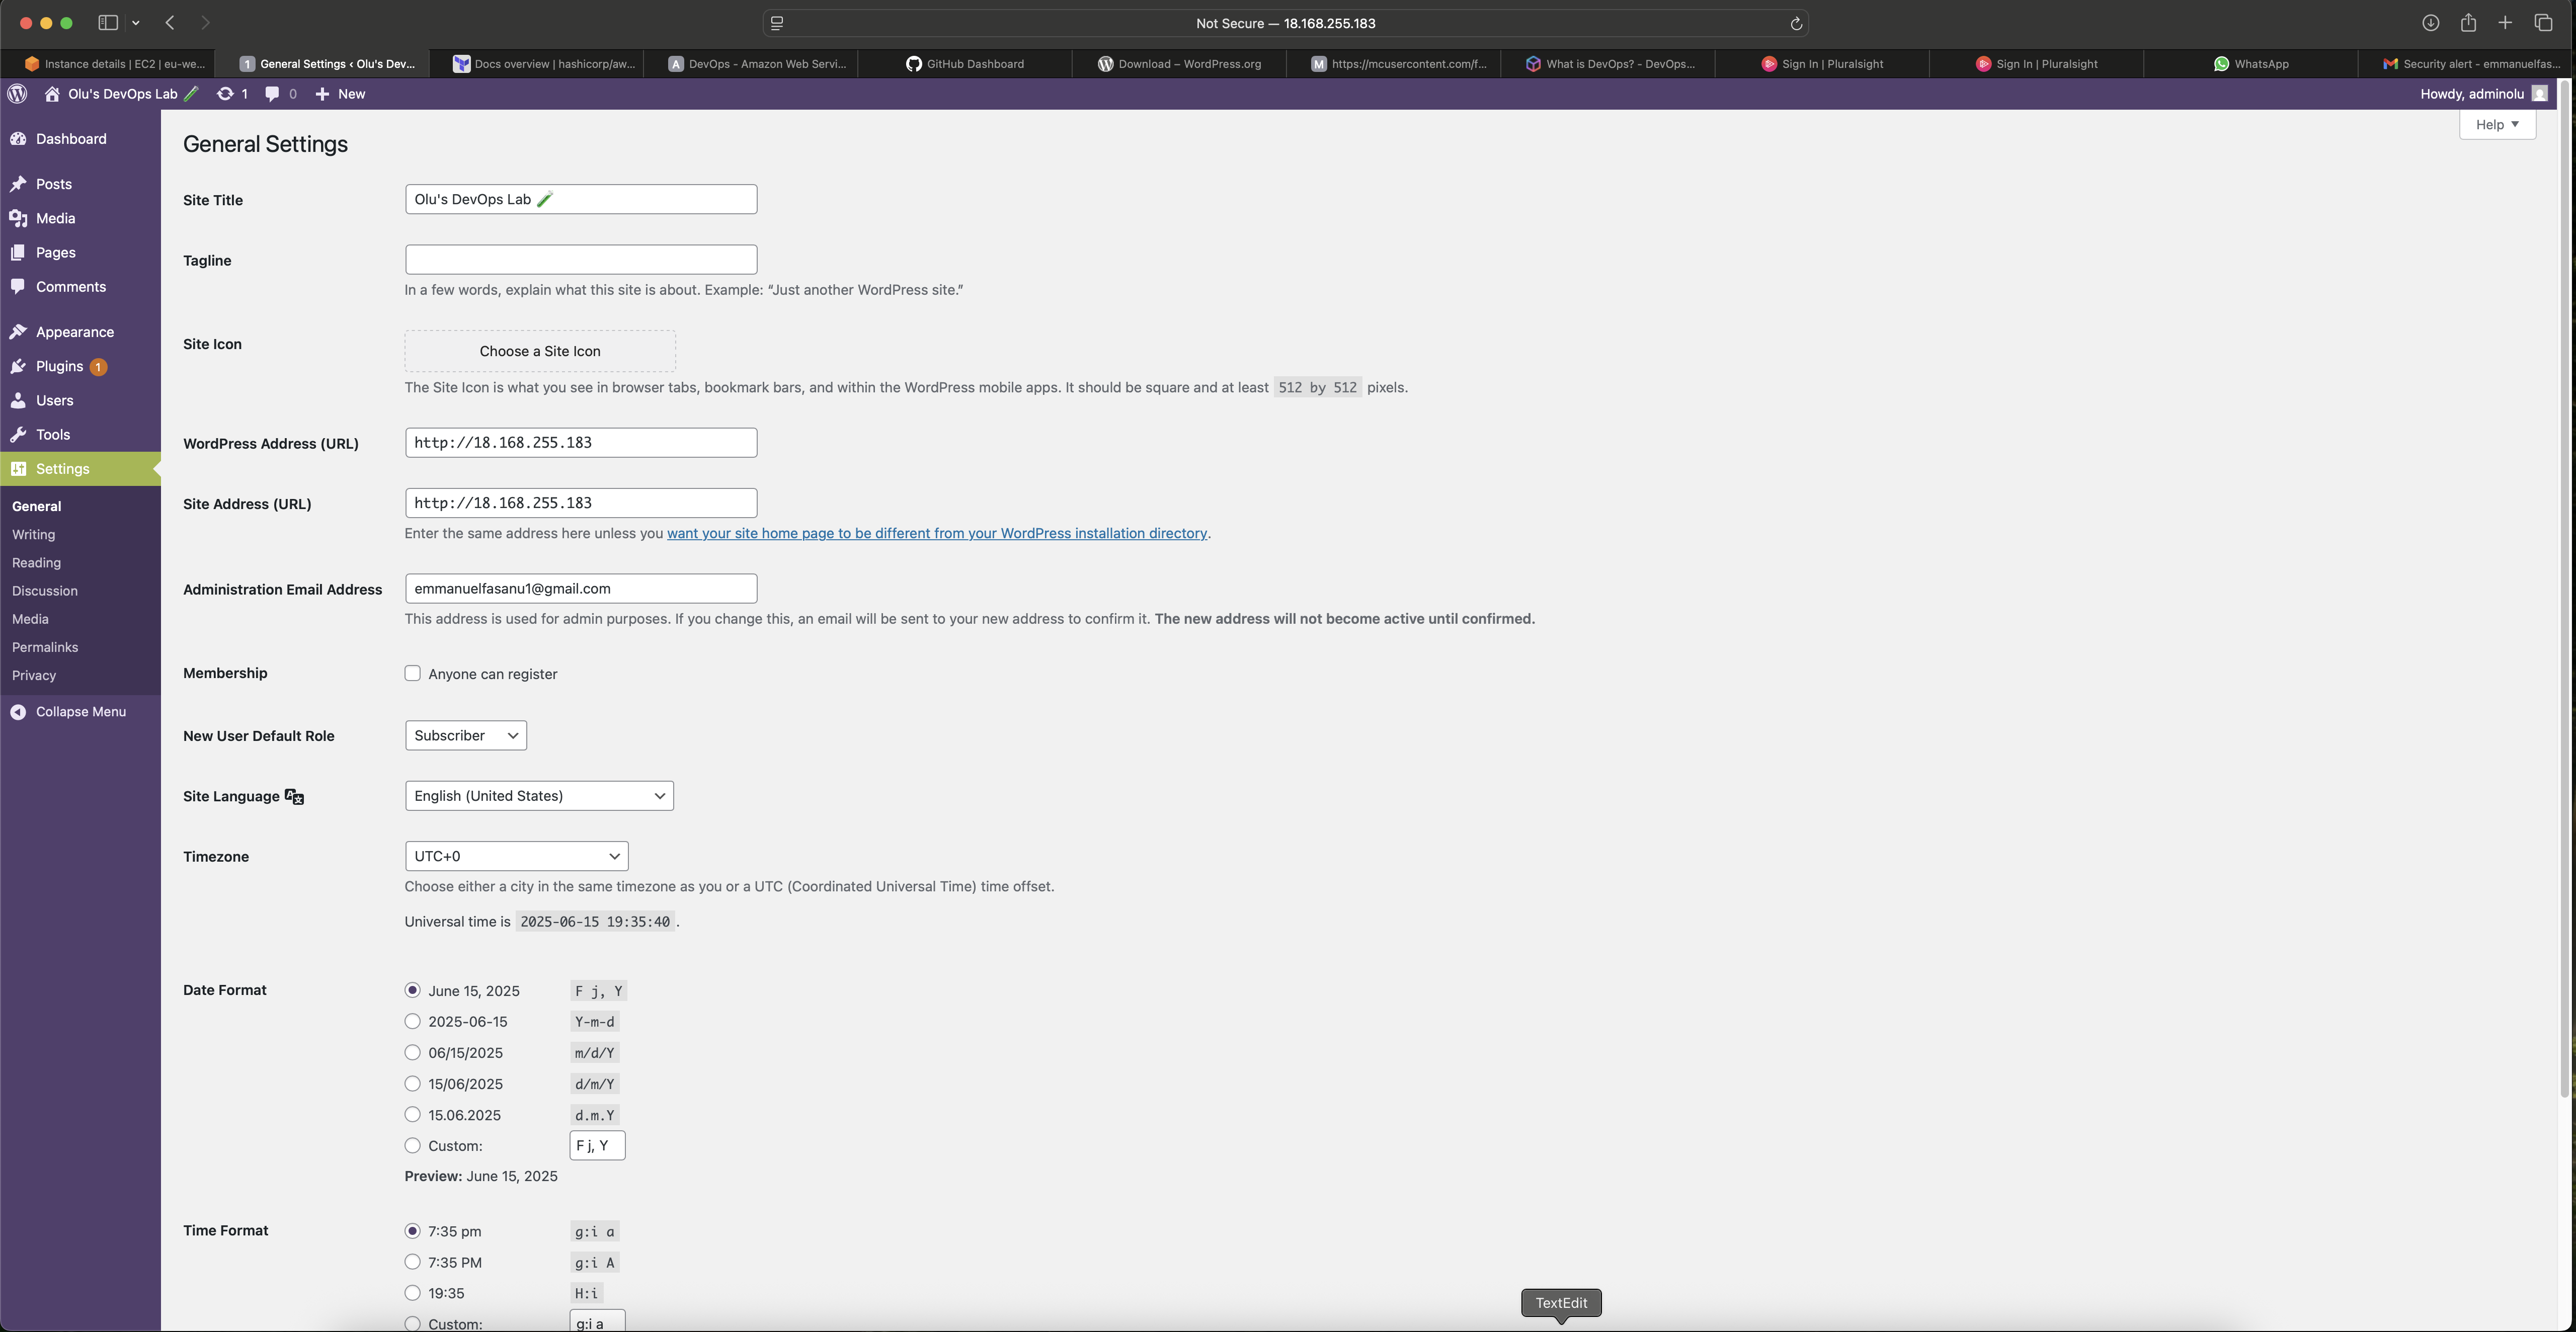 Not Secure — 18.168.255.183
Instance details | EC2 | eu-we...
1 General Settings ‹ Olu's Dev...
Docs overview | hashicorp/aw...
A DevOps - Amazon Web Servi...
GitHub Dashboard
Download – WordPress.org
M https://mcusercontent.com/f...
What is DevOps? - DevOps...
Sign In | Pluralsight
Sign In | Pluralsight
WhatsApp
Security alert - emmanuelfas...
Olu's DevOps Lab 1 0 New
Howdy, adminolu
Help
Dashboard
Posts
Media
Pages
Comments
Appearance
Plugins 1
Users
Tools
Settings
General
Writing
Reading
Discussion
Media
Permalinks
Privacy
Collapse Menu
General Settings
Site Title Olu's DevOps Lab
Tagline
In a few words, explain what this site is about. Example: “Just another WordPress site.”
Site Icon Choose a Site Icon
The Site Icon is what you see in browser tabs, bookmark bars, and within the WordPress mobile apps. It should be square and at least 512 by 512 pixels.
WordPress Address (URL) http://18.168.255.183
Site Address (URL) http://18.168.255.183
Enter the same address here unless you want your site home page to be different from your WordPress installation directory.
Administration Email Address emmanuelfasanu1@gmail.com
This address is used for admin purposes. If you change this, an email will be sent to your new address to confirm it. The new address will not become active until confirmed.
Membership Anyone can register
New User Default Role Subscriber
Site Language English (United States)
Timezone UTC+0
Choose either a city in the same timezone as you or a UTC (Coordinated Universal Time) time offset.
Universal time is 2025-06-15 19:35:40 .
Date Format June 15, 2025 F j, Y
2025-06-15 Y-m-d
06/15/2025 m/d/Y
15/06/2025 d/m/Y
15.06.2025 d.m.Y
Custom: F j, Y
Preview: June 15, 2025
Time Format 7:35 pm g:i a
7:35 PM g:i A
19:35 H:i
Custom: g:i a
TextEdit